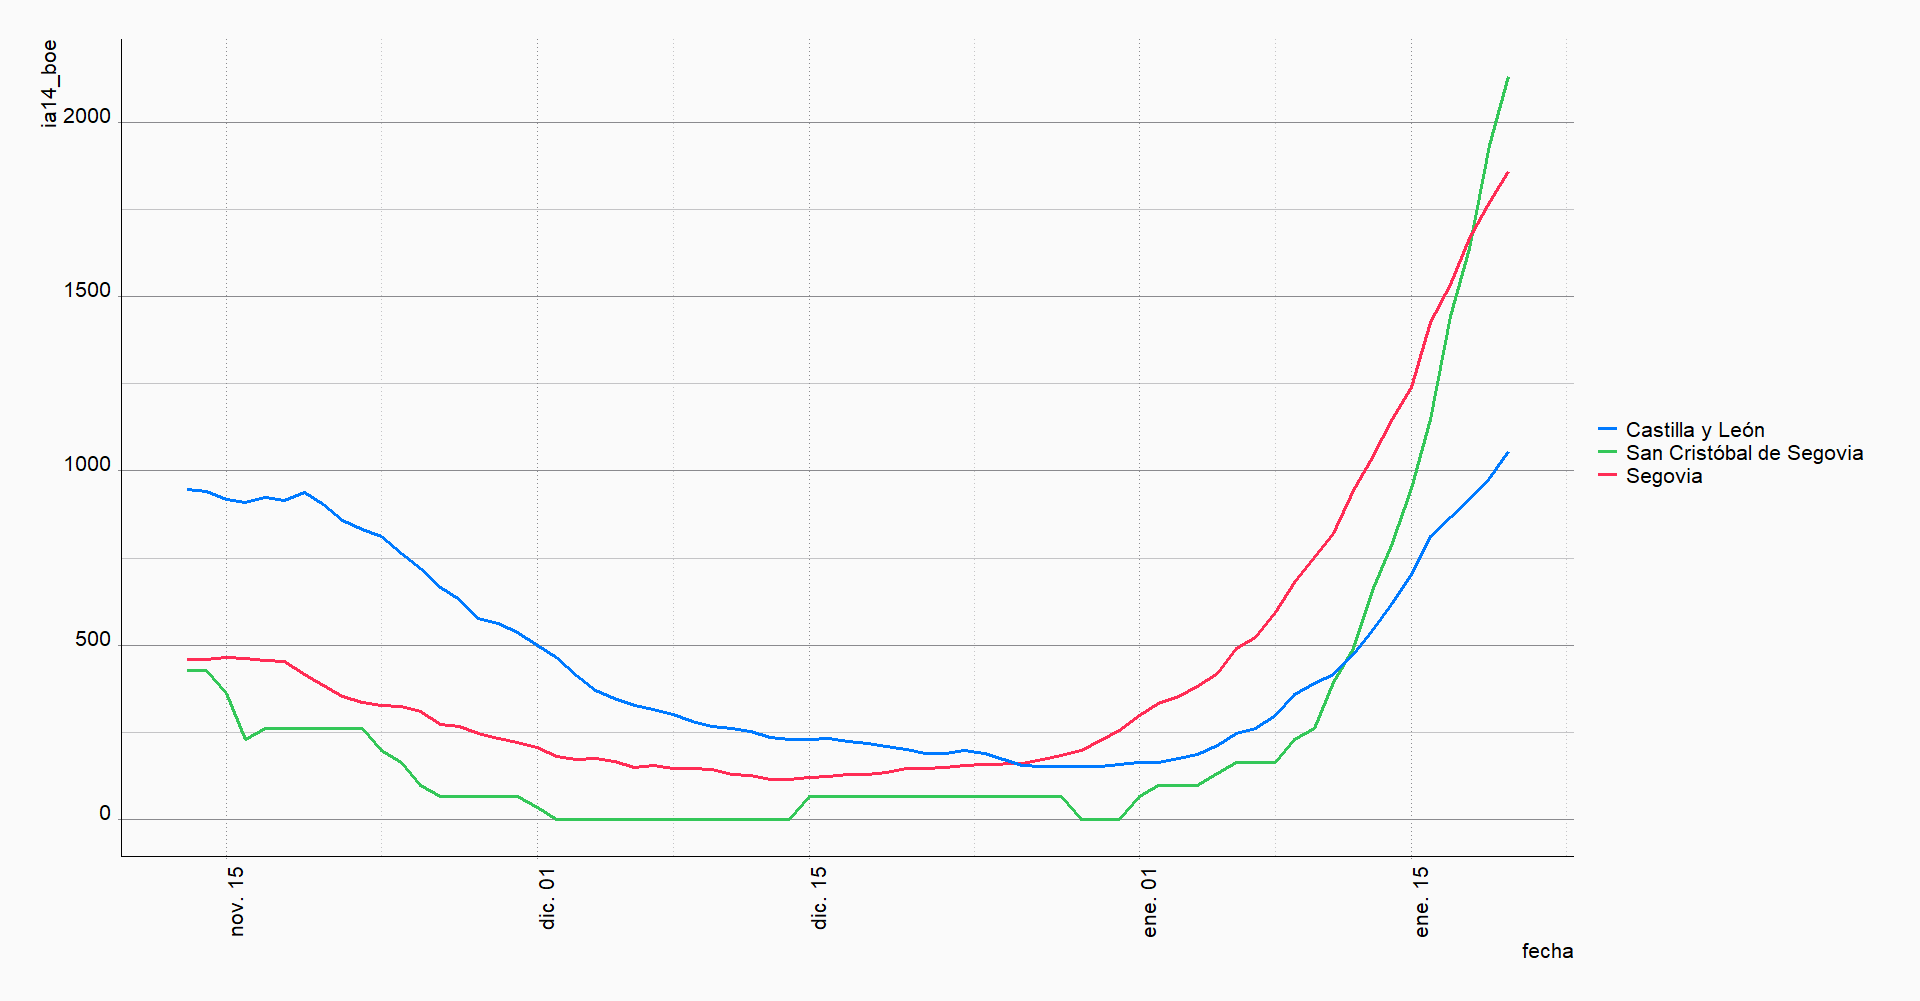 ia14_boe
2000
1500
1000
500
0
nov. 15
dic. 01
dic. 15
ene. 01
ene. 15
fecha
Castilla y León
San Cristóbal de Segovia
Segovia